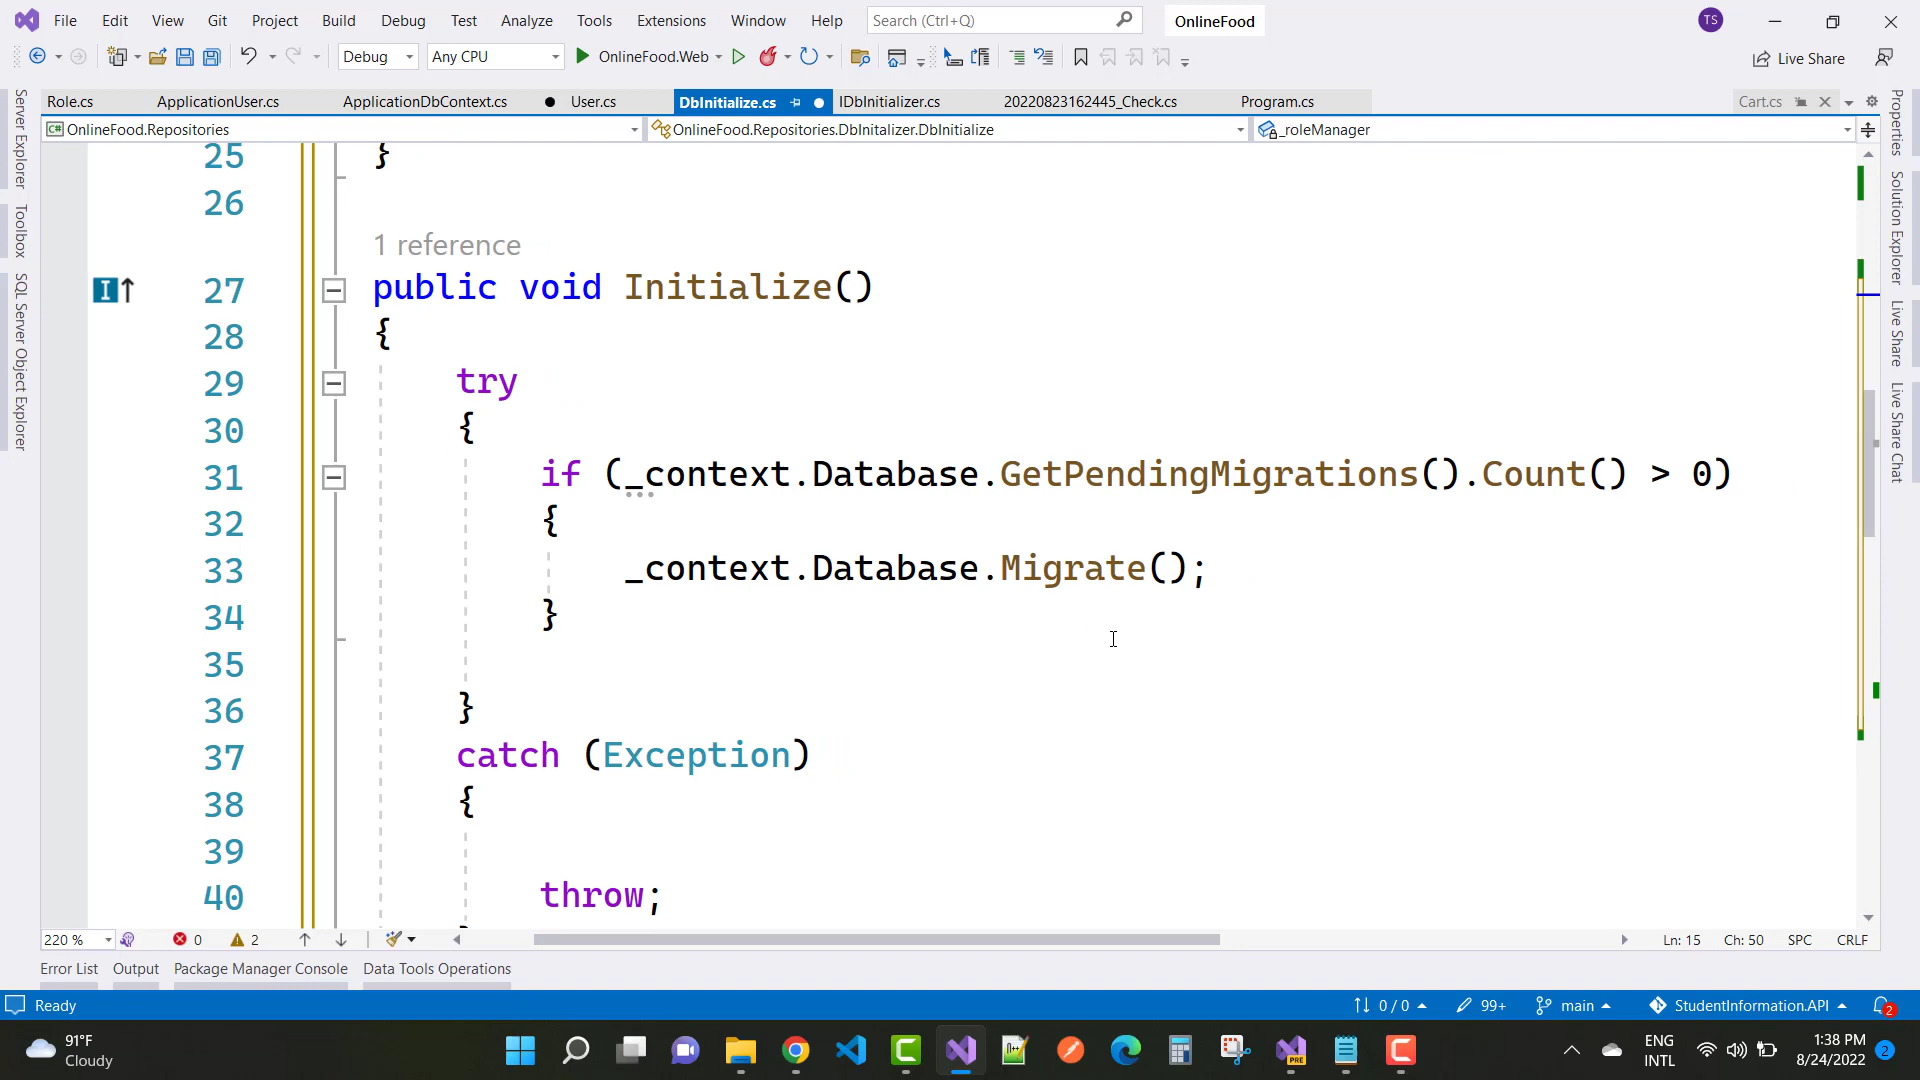 File Edit View Git Project Build Debug Test Analyze Tools Extensions Window Help Search (Ctrl+Q) OnlineFood TS
Debug Any CPU OnlineFood.Web Live Share
Role.cs ApplicationUser.cs ApplicationDbContext.cs User.cs DbInitialize.cs IDbInitializer.cs 20220823162445_Check.cs Program.cs Cart.cs
C# OnlineFood.Repositories OnlineFood.Repositories.DbInitalizer.DbInitialize _roleManager
Server Explorer
Toolbox
SQL Server Object Explorer
25 }
26
1 reference
27 public void Initialize()
28 {
29 try
30 {
31 if (_context.Database.GetPendingMigrations().Count() > 0)
32 {
33 _context.Database.Migrate();
34 }
35
36 }
37 catch (Exception)
38 {
39
40 throw;
Properties
Solution Explorer
Live Share
Live Share Chat
220 % 0 2 Ln: 15 Ch: 50 SPC CRLF
Error List Output Package Manager Console Data Tools Operations
Ready 0 / 0 99+ main StudentInformation.API 2
91°F
Cloudy
PRE
ENG
INTL
1:38 PM
8/24/2022
2